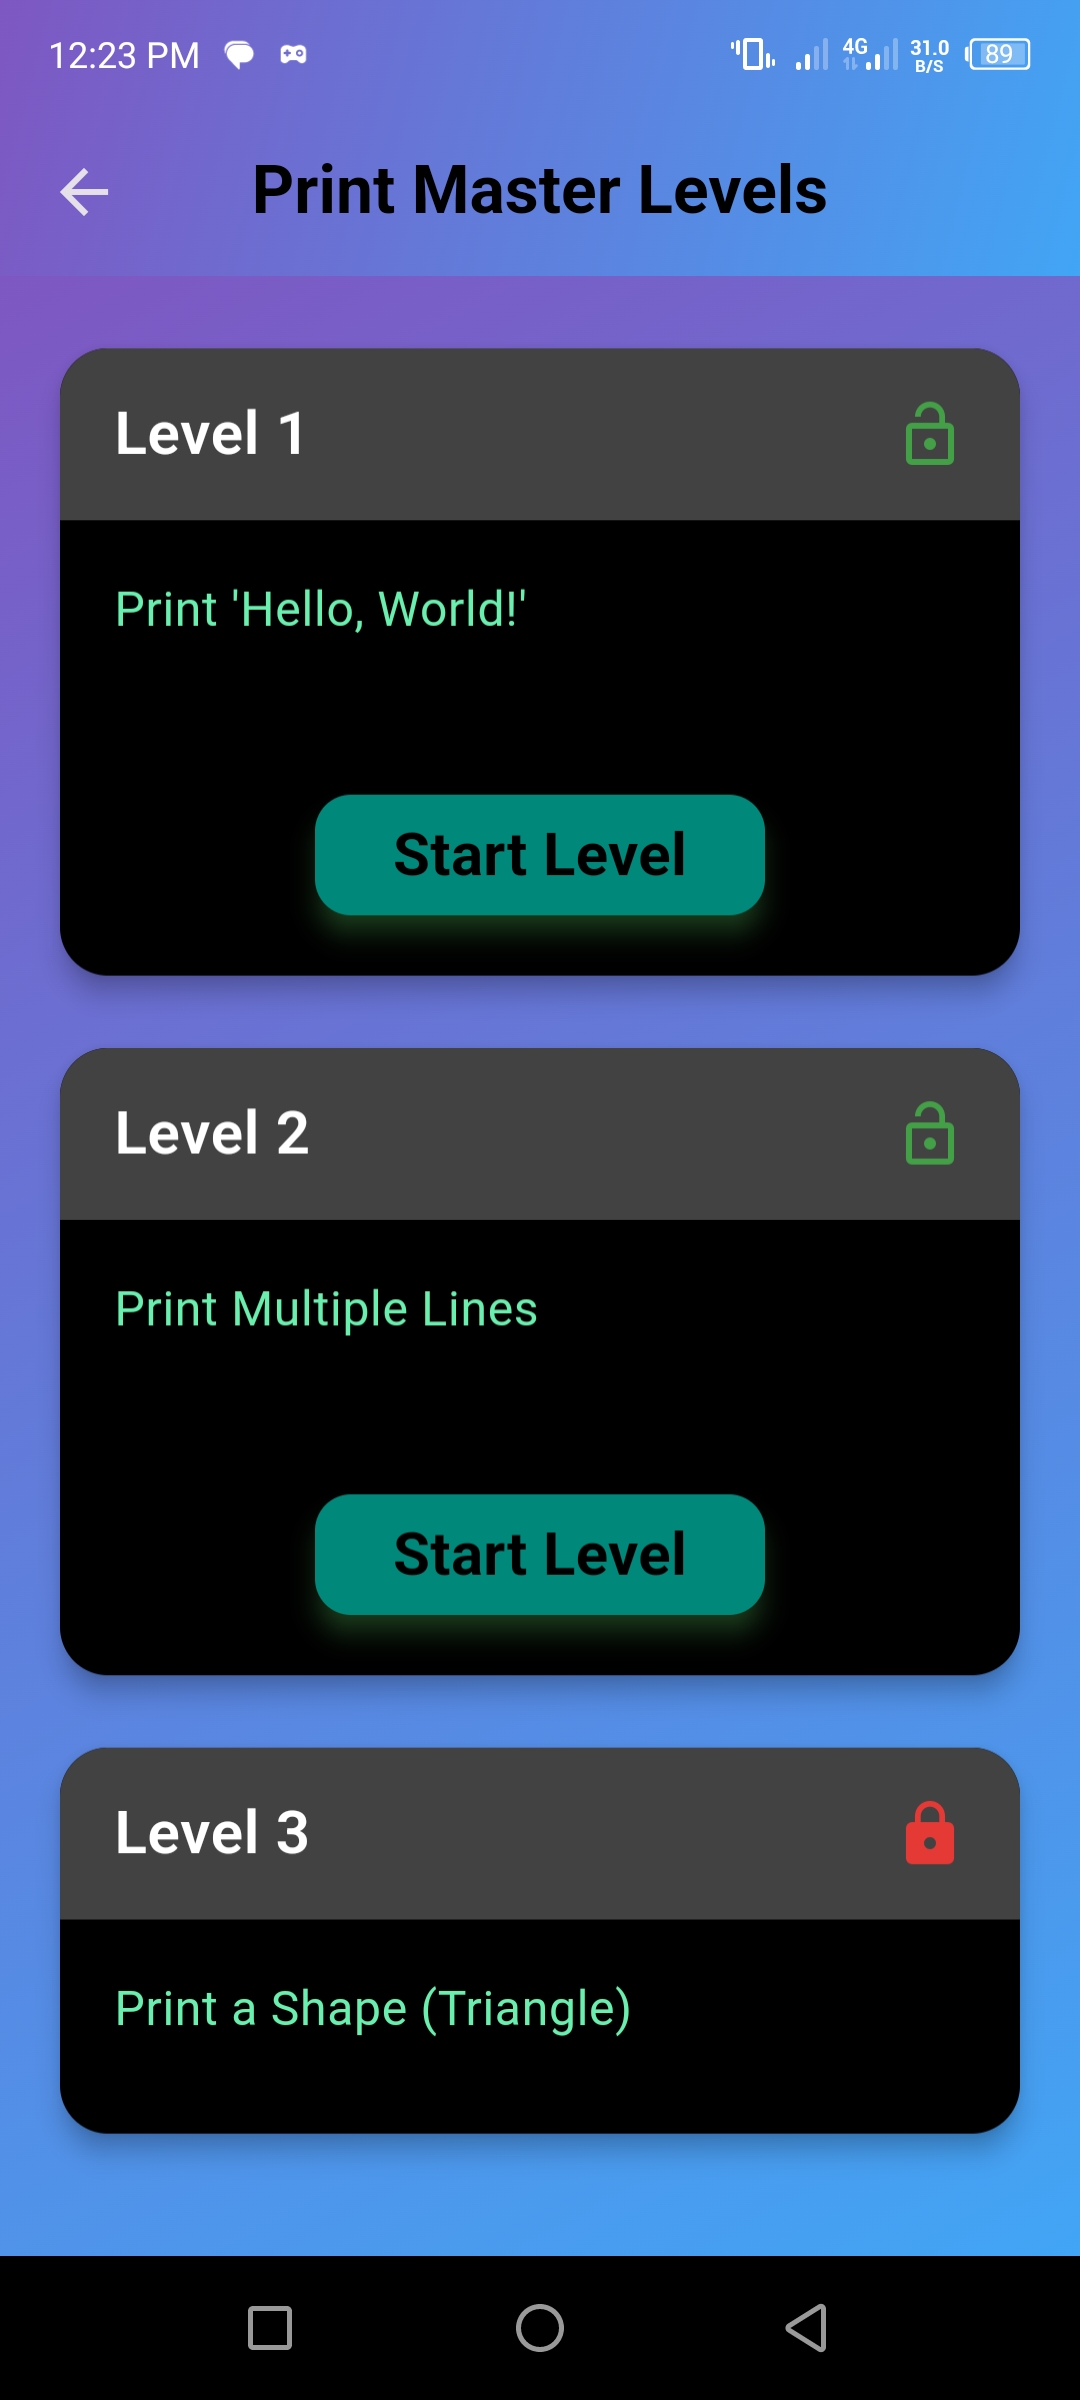 12:23 PM 4G 31.0 B/S 89
Print Master Levels
Level 1
Print 'Hello, World!'
Start Level
Level 2
Print Multiple Lines
Start Level
Level 3
Print a Shape (Triangle)